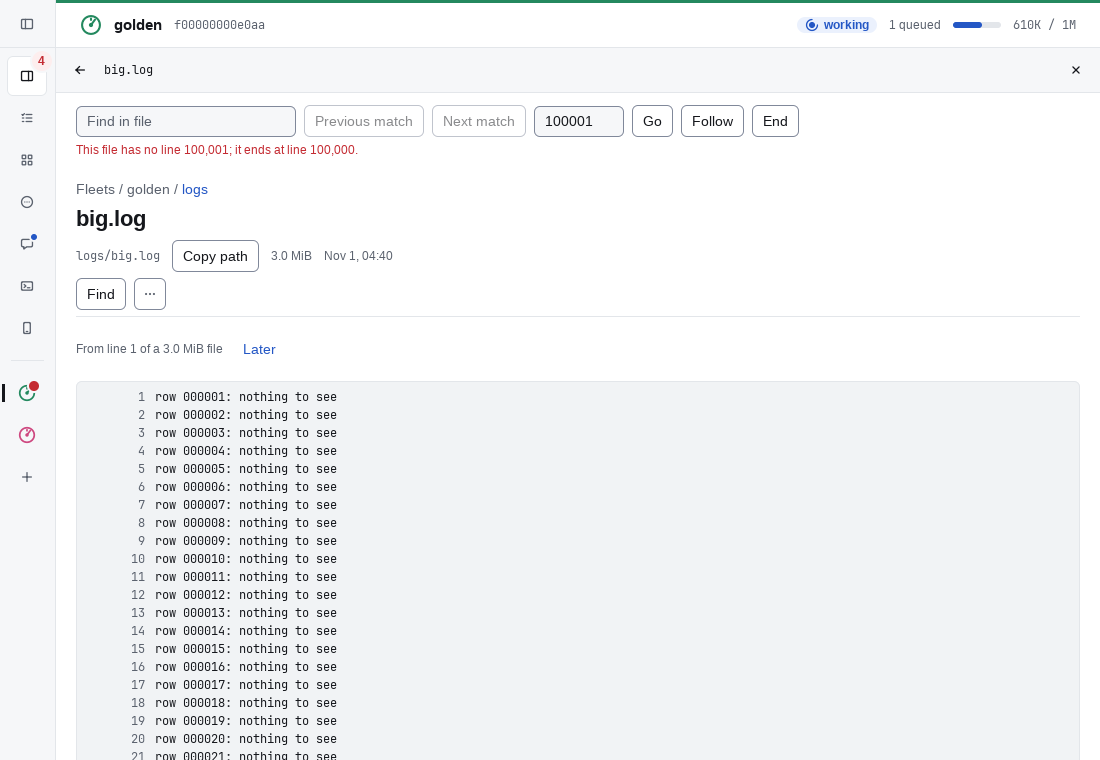 golden f00000000e0aa working 1 queued 610K / 1M
4
big.log
Find in file Previous match Next match 100001 Go Follow End
This file has no line 100,001; it ends at line 100,000.
Fleets / golden / logs
big.log
logs/big.log Copy path 3.0 MiB Nov 1, 04:40
Find ...
From line 1 of a 3.0 MiB file Later
1 row 000001: nothing to see
2 row 000002: nothing to see
3 row 000003: nothing to see
4 row 000004: nothing to see
5 row 000005: nothing to see
6 row 000006: nothing to see
7 row 000007: nothing to see
8 row 000008: nothing to see
9 row 000009: nothing to see
10 row 000010: nothing to see
11 row 000011: nothing to see
12 row 000012: nothing to see
13 row 000013: nothing to see
14 row 000014: nothing to see
15 row 000015: nothing to see
16 row 000016: nothing to see
17 row 000017: nothing to see
18 row 000018: nothing to see
19 row 000019: nothing to see
20 row 000020: nothing to see
21 row 000021: nothing to see